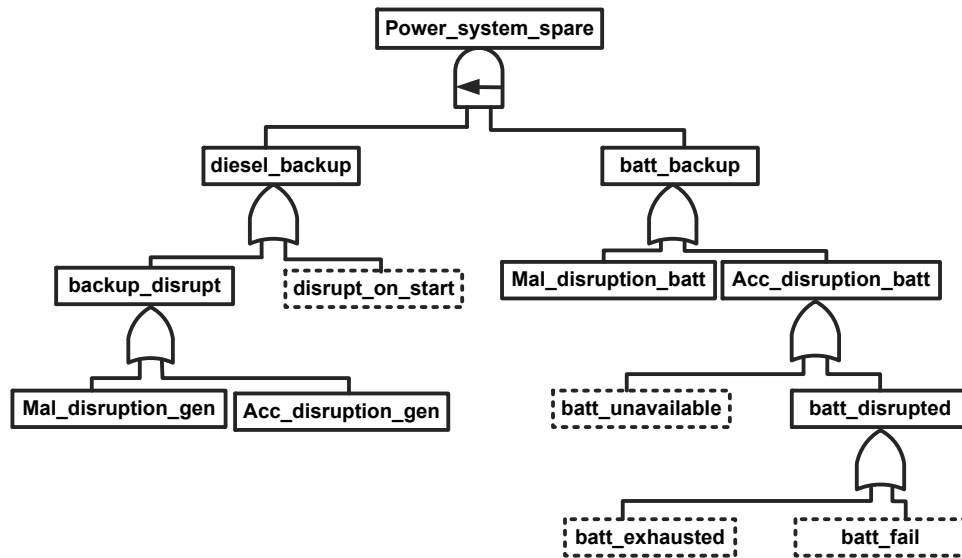 Power_system_spare
diesel_backup
batt_backup
backup_disrupt
disrupt_on_start
Mal_disruption_batt
Acc_disruption_batt
Mal_disruption_gen
Acc_disruption_gen
batt_unavailable
batt_disrupted
batt_exhausted
batt_fail